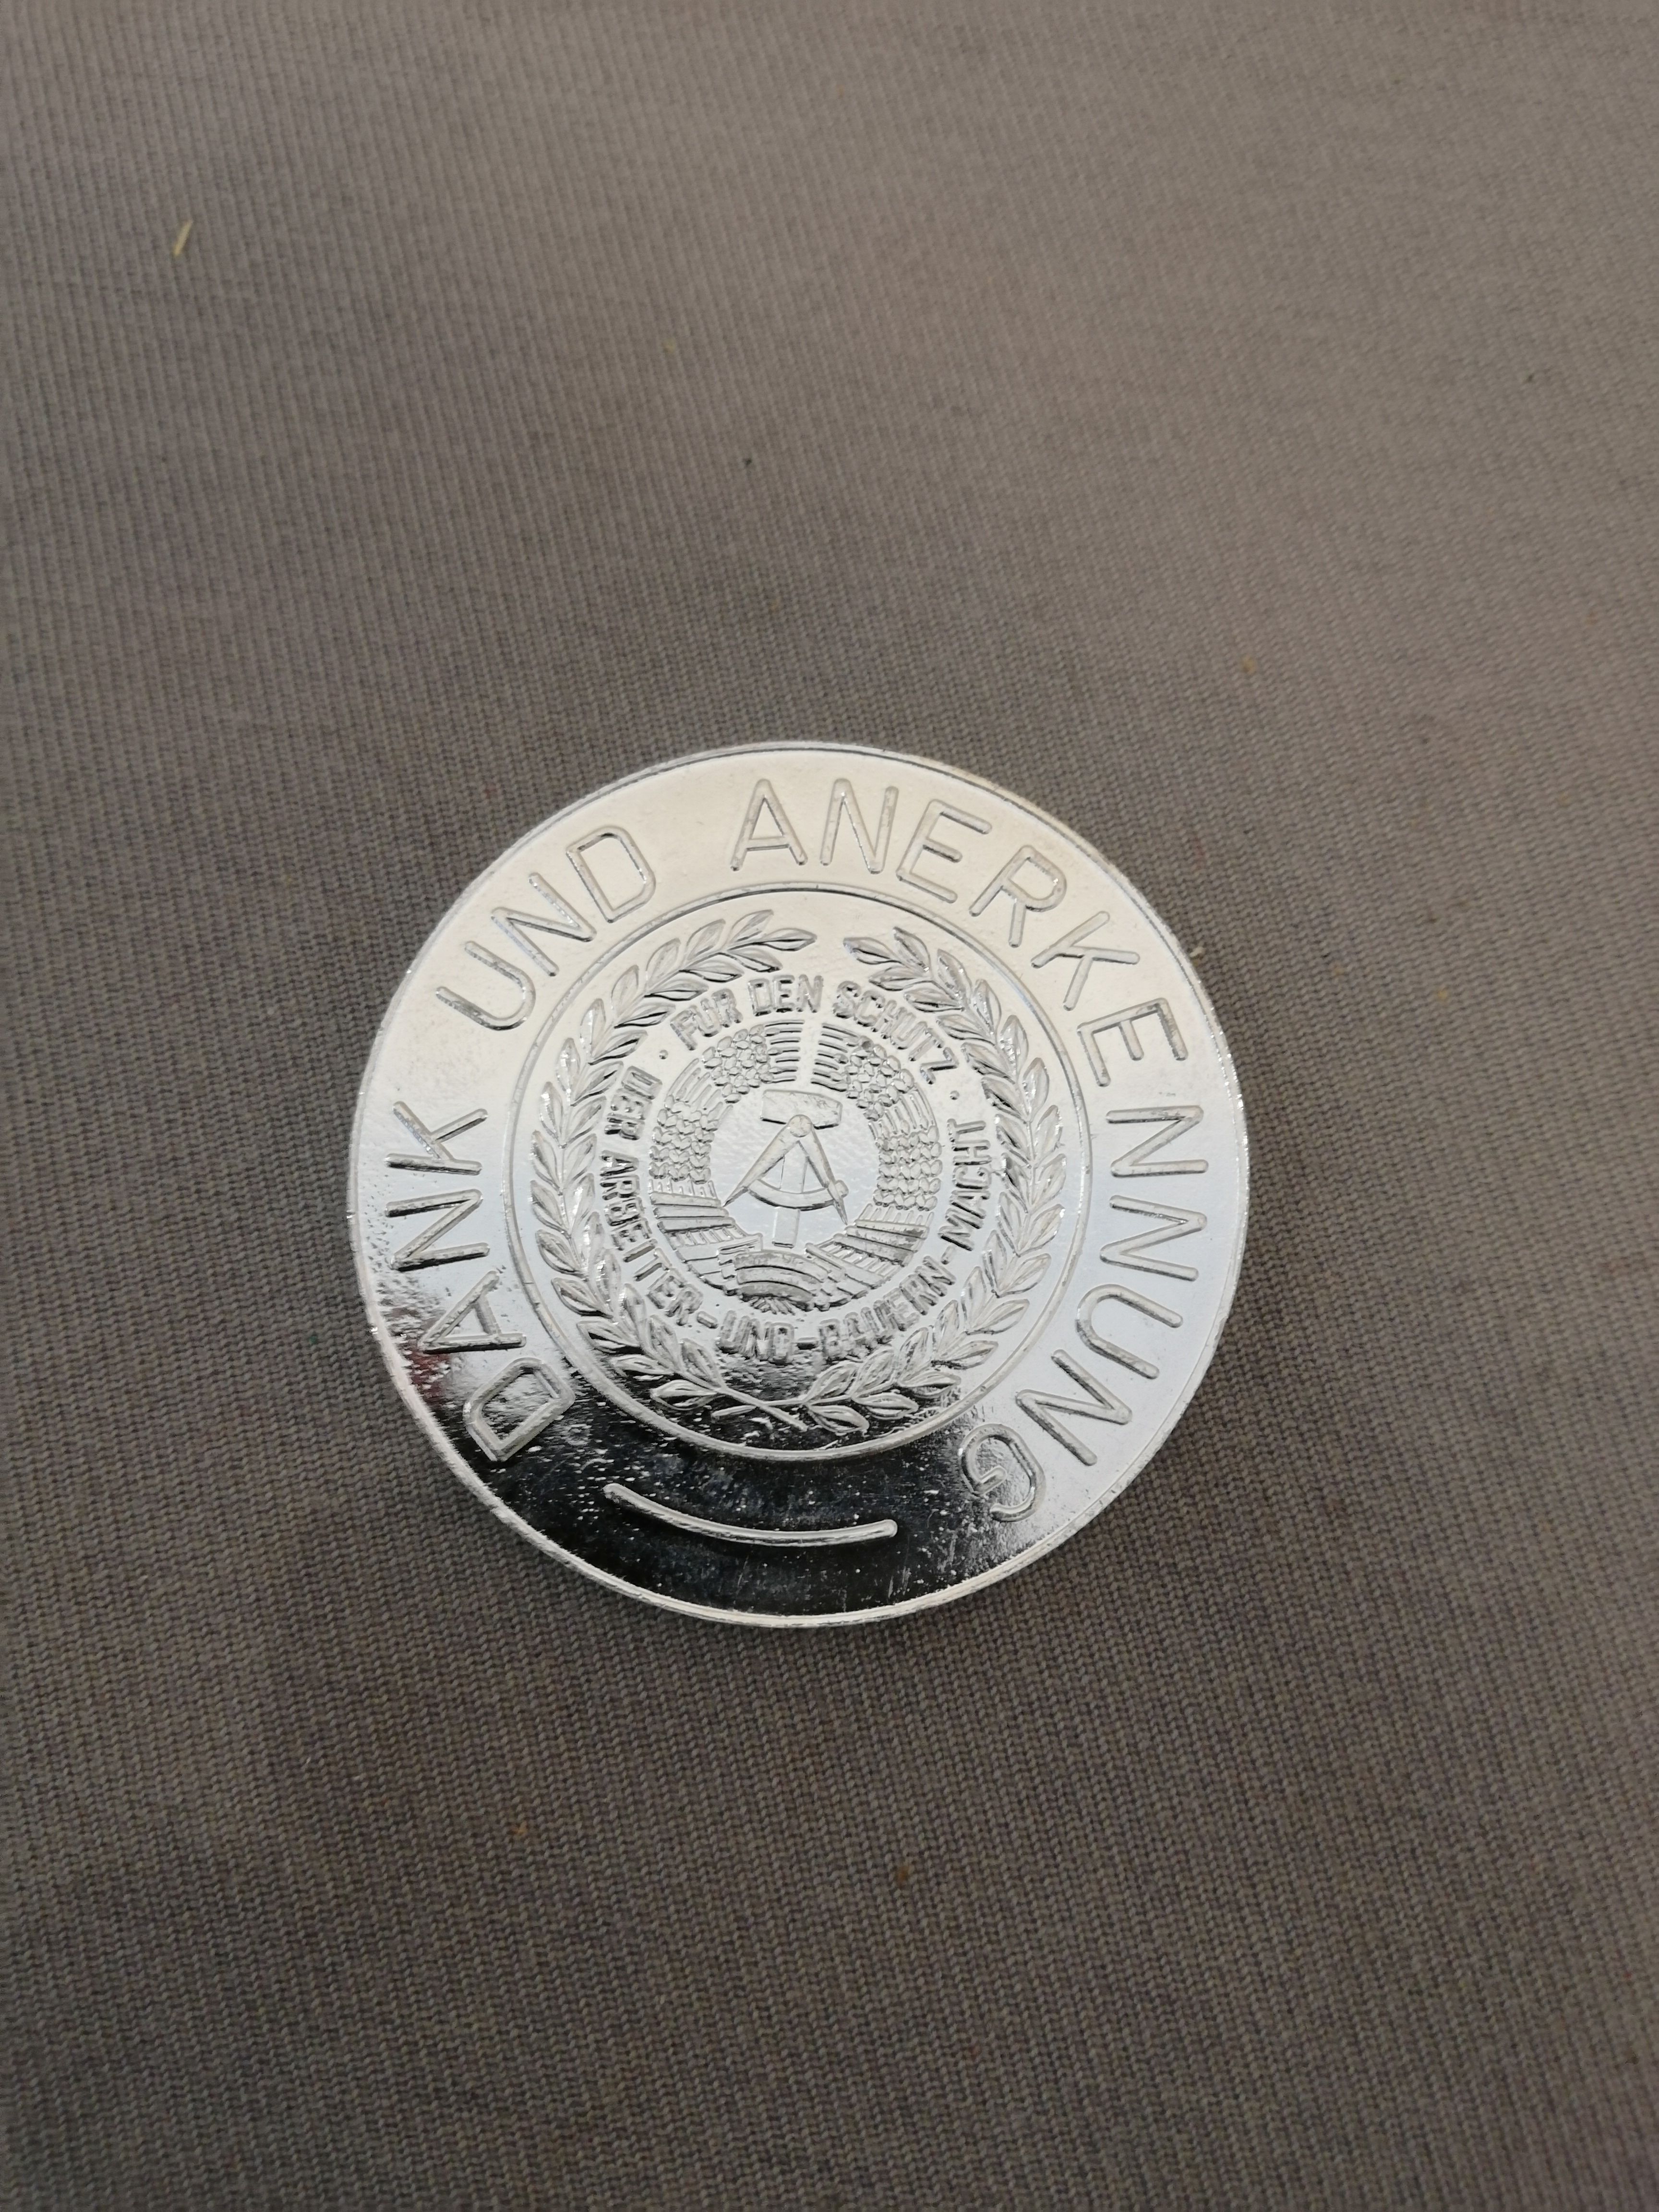 DANK UND ANERKENNUNG
· FÜR DEN SCHUTZ ·
DER ARBEITER-UND-BAUERN-MACHT